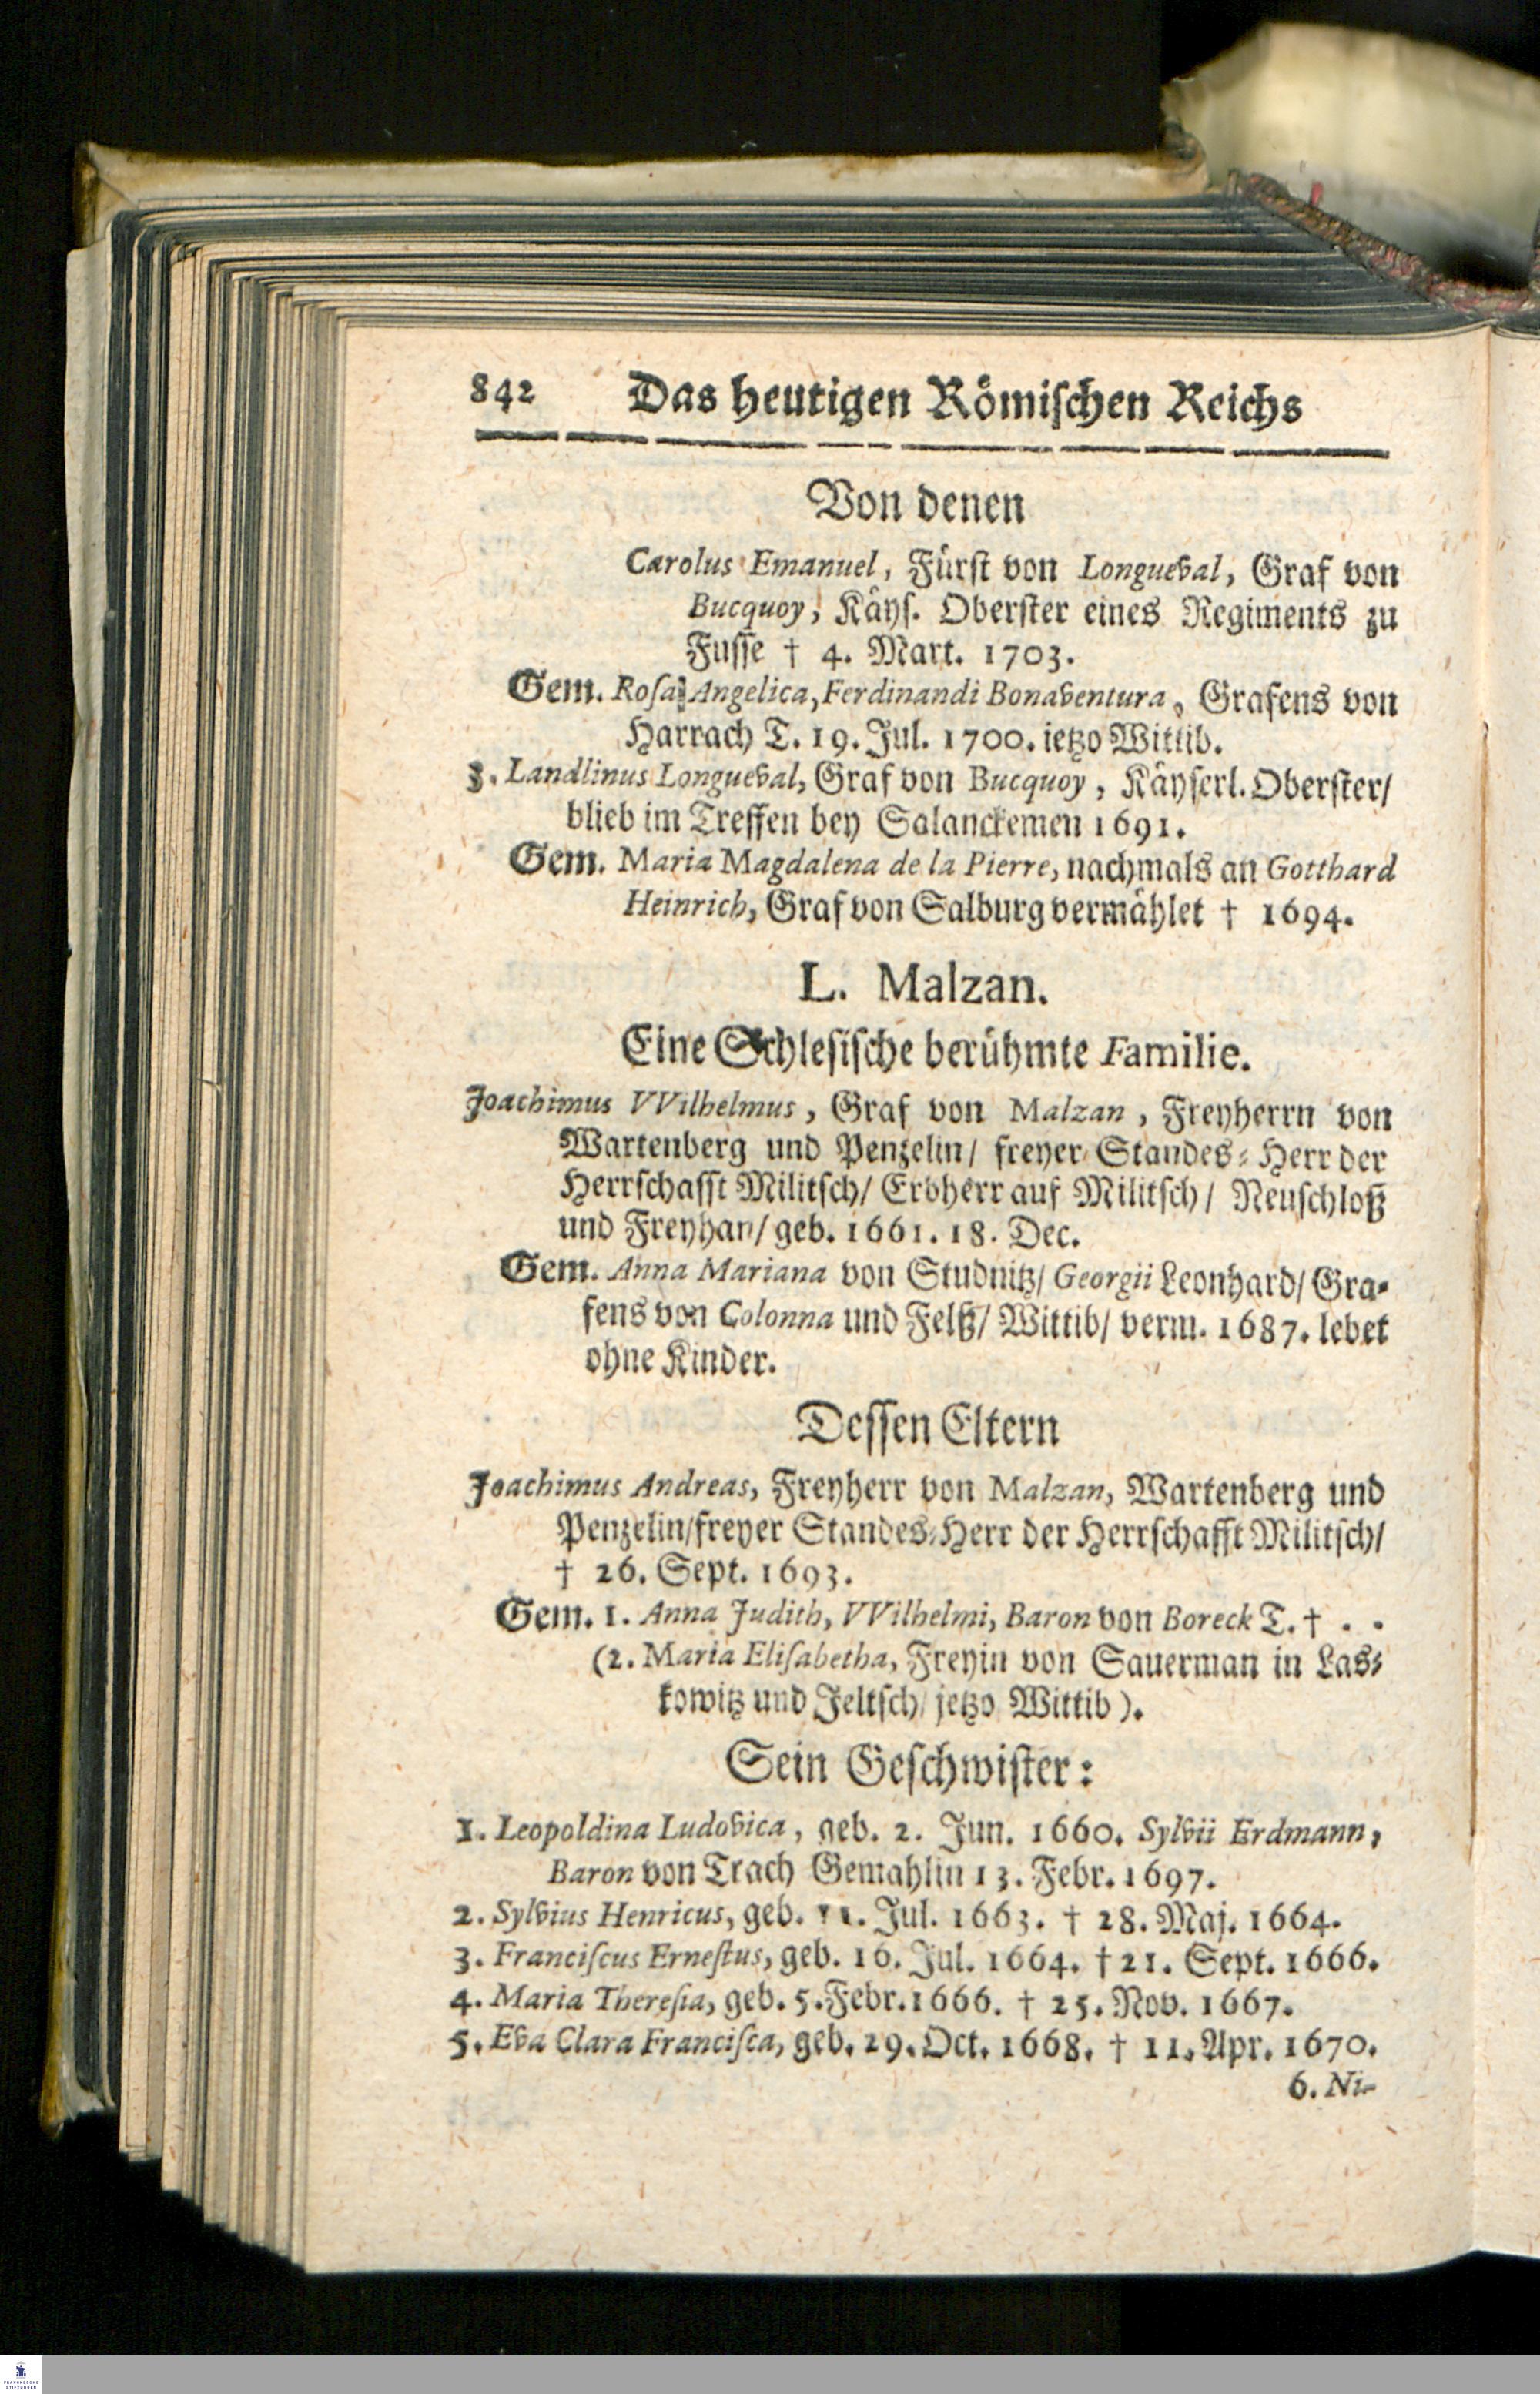 842 Das heutigen Römischen Reichs
Von denen
Carolus Emanuel, Fürst von Longueval, Graf von
Bucquoy, Käys. Oberster eines Regiments zu
Fusse † 4. Mart. 1703.
Gem. Rosa Angelica, Ferdinandi Bonaventura, Grafens von
Harrach T. 19. Jul. 1700. ietzo Wittib.
3. Landlinus Longueval, Graf von Bucquoy, Käyserl. Oberster/
blieb im Treffen bey Salanckemen 1691.
Gem. Maria Magdalena de la Pierre, nachmals an Gotthard
Heinrich, Graf von Salburg vermählet † 1694.
L. Malzan.
Eine Schlesische berühmte Familie.
Joachimus VVilhelmus, Graf von Malzan, Freyherrn von
Wartenberg und Penzelin/ freyer Standes-Herr der
Herrschafft Militsch/ Erbherr auf Militsch/ Neuschloß
und Freyhan/ geb. 1661. 18. Dec.
Gem. Anna Mariana von Studnitz/ Georgii Leonhard/ Gra-
fens von Colonna und Felß/ Wittib/ verm. 1687. lebet
ohne Kinder.
Dessen Eltern
Joachimus Andreas, Freyherr von Malzan, Wartenberg und
Penzelin/ freyer Standes-Herr der Herrschafft Militsch/
† 26. Sept. 1693.
Gem. 1. Anna Judith, VVilhelmi, Baron von Boreck T. † . .
(2. Maria Elisabetha, Freyin von Sauerman in Las-
kowitz und Jeltsch/ jetzo Wittib).
Sein Geschwister:
1. Leopoldina Ludovica, geb. 2. Jun. 1660. Sylvii Erdmann,
Baron von Trach Gemahlin 13. Febr. 1697.
2. Sylvius Henricus, geb. Jul. 1663. † 28. Maj. 1664.
3. Franciscus Ernestus, geb. 16. Jul. 1664. † 21. Sept. 1666.
4. Maria Theresia, geb. 5. Febr. 1666. † 25. Nov. 1667.
5. Eva Clara Francisca, geb. 29. Oct. 1668. † 11. Apr. 1670.
6. Ni-
FRANCKESCHE
STIFTUNGEN